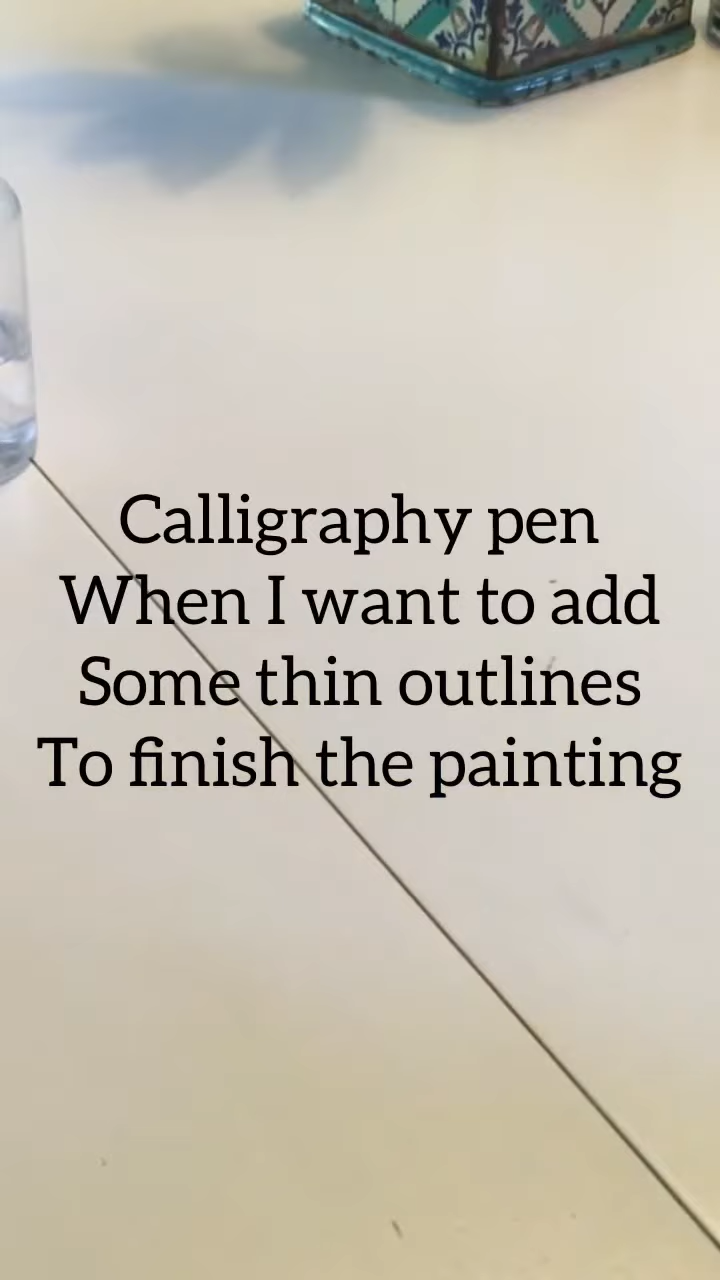 Calligraphy pen
When I want to add
Some thin outlines
To finish the painting